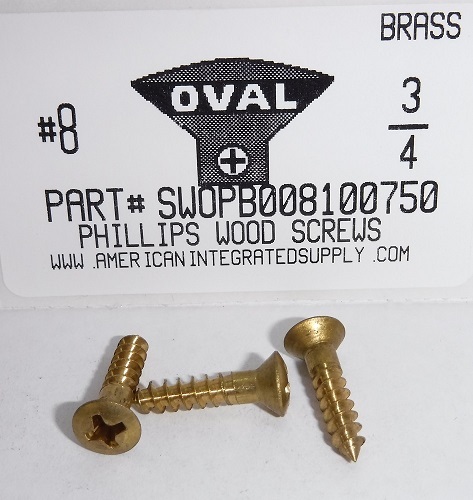 BRASS
OVAL
#8
3/4
PART# SWOPB008100750
PHILLIPS WOOD SCREWS
WWW.AMERICANINTEGRATEDSUPPLY.COM